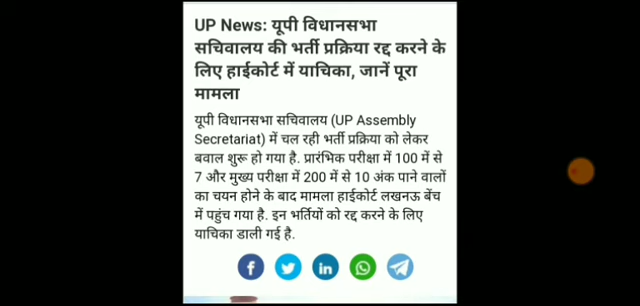 UP News: यूपी विधानसभा
सचिवालय की भर्ती प्रक्रिया रद्द करने के
लिए हाईकोर्ट में याचिका, जानें पूरा
मामला
यूपी विधानसभा सचिवालय (UP Assembly
Secretariat) में चल रही भर्ती प्रक्रिया को लेकर
बवाल शुरू हो गया है. प्रारंभिक परीक्षा में 100 में से
7 और मुख्य परीक्षा में 200 में से 10 अंक पाने वालों
का चयन होने के बाद मामला हाईकोर्ट लखनऊ बेंच
में पहुंच गया है. इन भर्तियों को रद्द करने के लिए
याचिका डाली गई है.